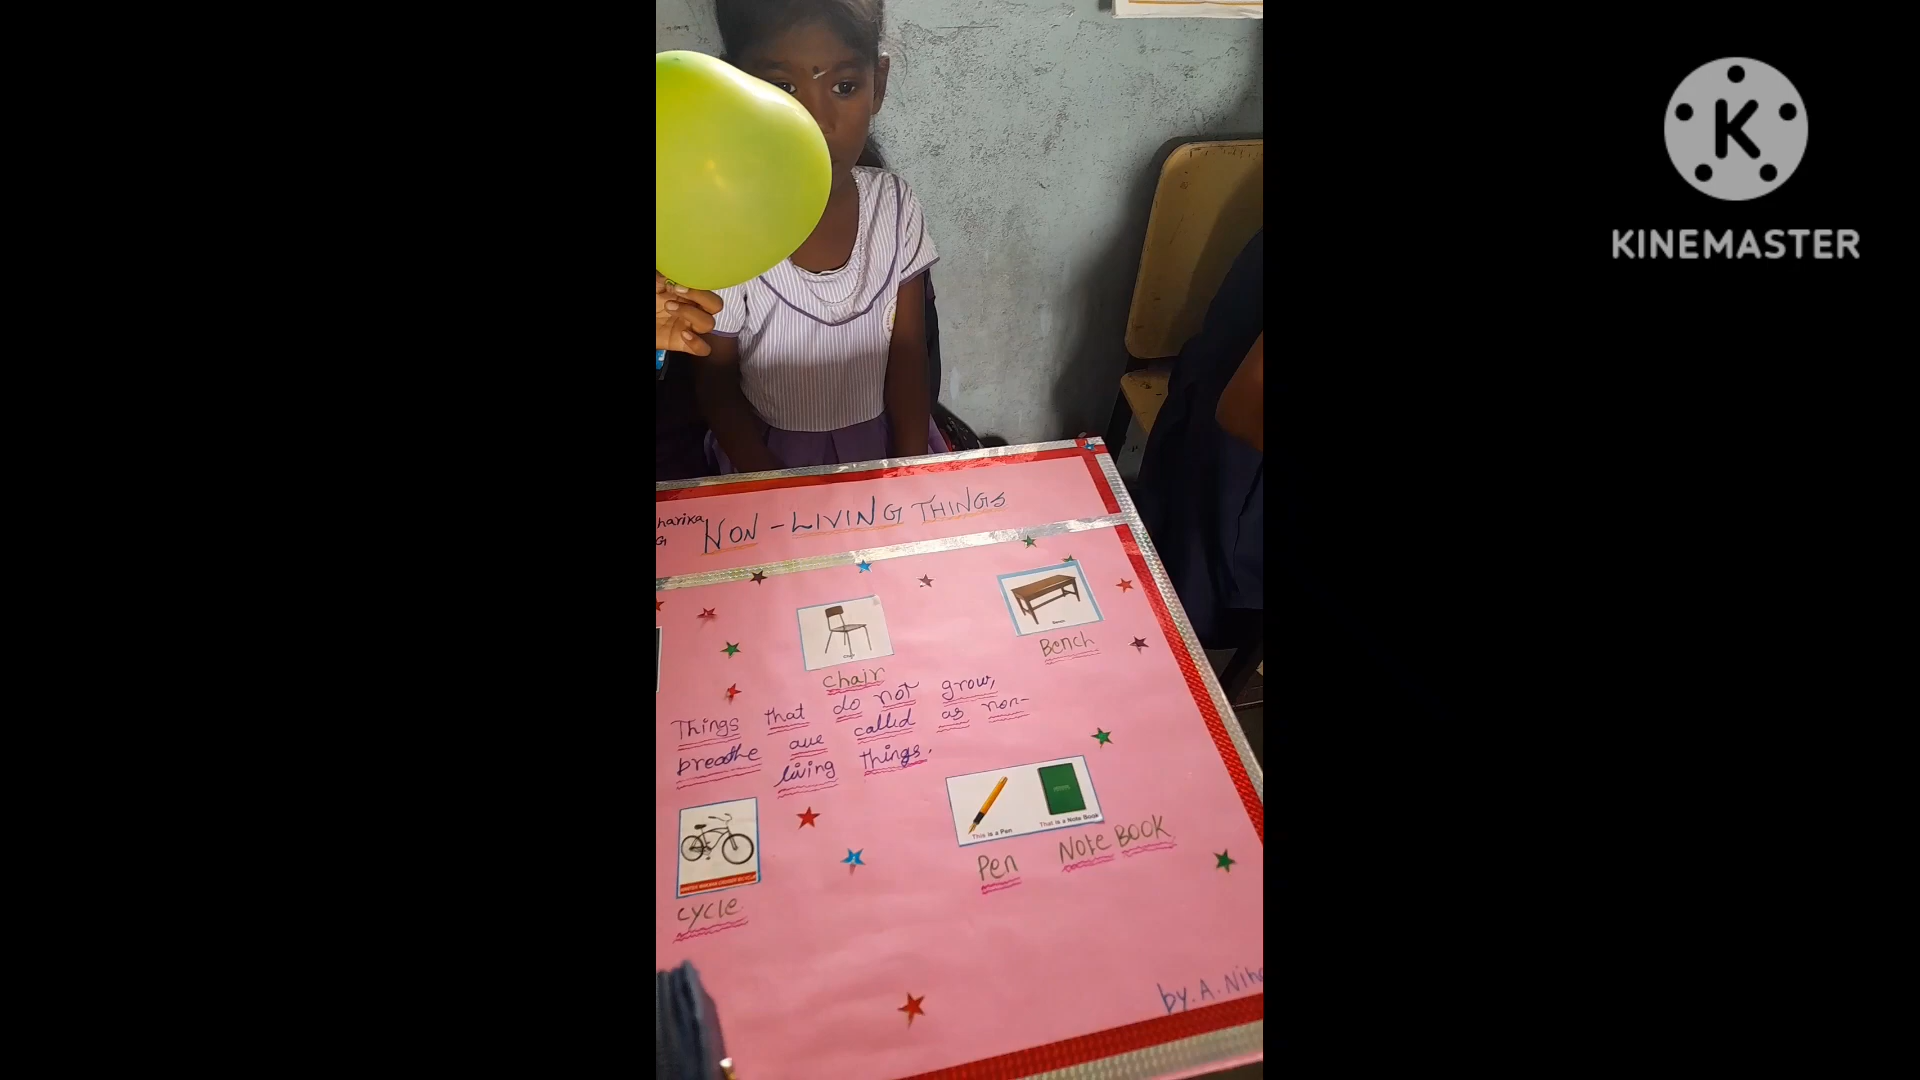 KINEMASTER
harika
G
NON - LIVING THINGS
Bench
chair
Things that do not grow,
breathe are called as non-
living things.
This is a Pen
That is a Note Book
Pen
Note Book
cycle
by. A. Nih